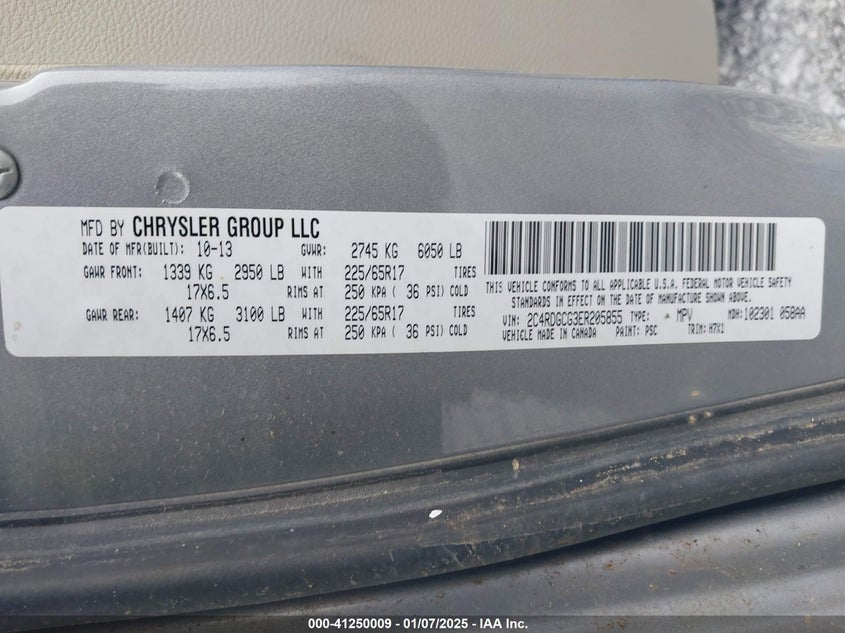 MFD BY CHRYSLER GROUP LLC
DATE OF MFR(BUILT): 10-13 GVWR: 2745 KG 6050 LB
GAWR FRONT: 1339 KG 2950 LB WITH 225/65R17 TIRES
17X6.5 RIMS AT 250 KPA ( 36 PSI) COLD
GAWR REAR: 1407 KG 3100 LB WITH 225/65R17 TIRES
17X6.5 RIMS AT 250 KPA ( 36 PSI) COLD
THIS VEHICLE CONFORMS TO ALL APPLICABLE U.S.A. FEDERAL MOTOR VEHICLE SAFETY
STANDARDS IN EFFECT ON THE DATE OF MANUFACTURE SHOWN ABOVE.
VIN: 2C4RDGCG3ER205855 TYPE: MPV MDH: 102301 058AA
VEHICLE MADE IN CANADA PAINT: PSC TRIM: H7X1
000-41250009 — 01/07/2025 — IAA Inc.